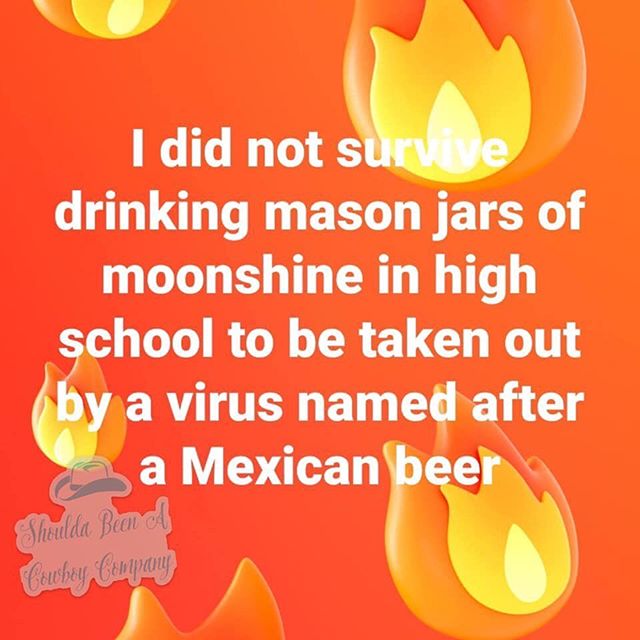 I did not survive
drinking mason jars of
moonshine in high
school to be taken out
by a virus named after
a Mexican beer
Shoulda Been A
Cowboy Company